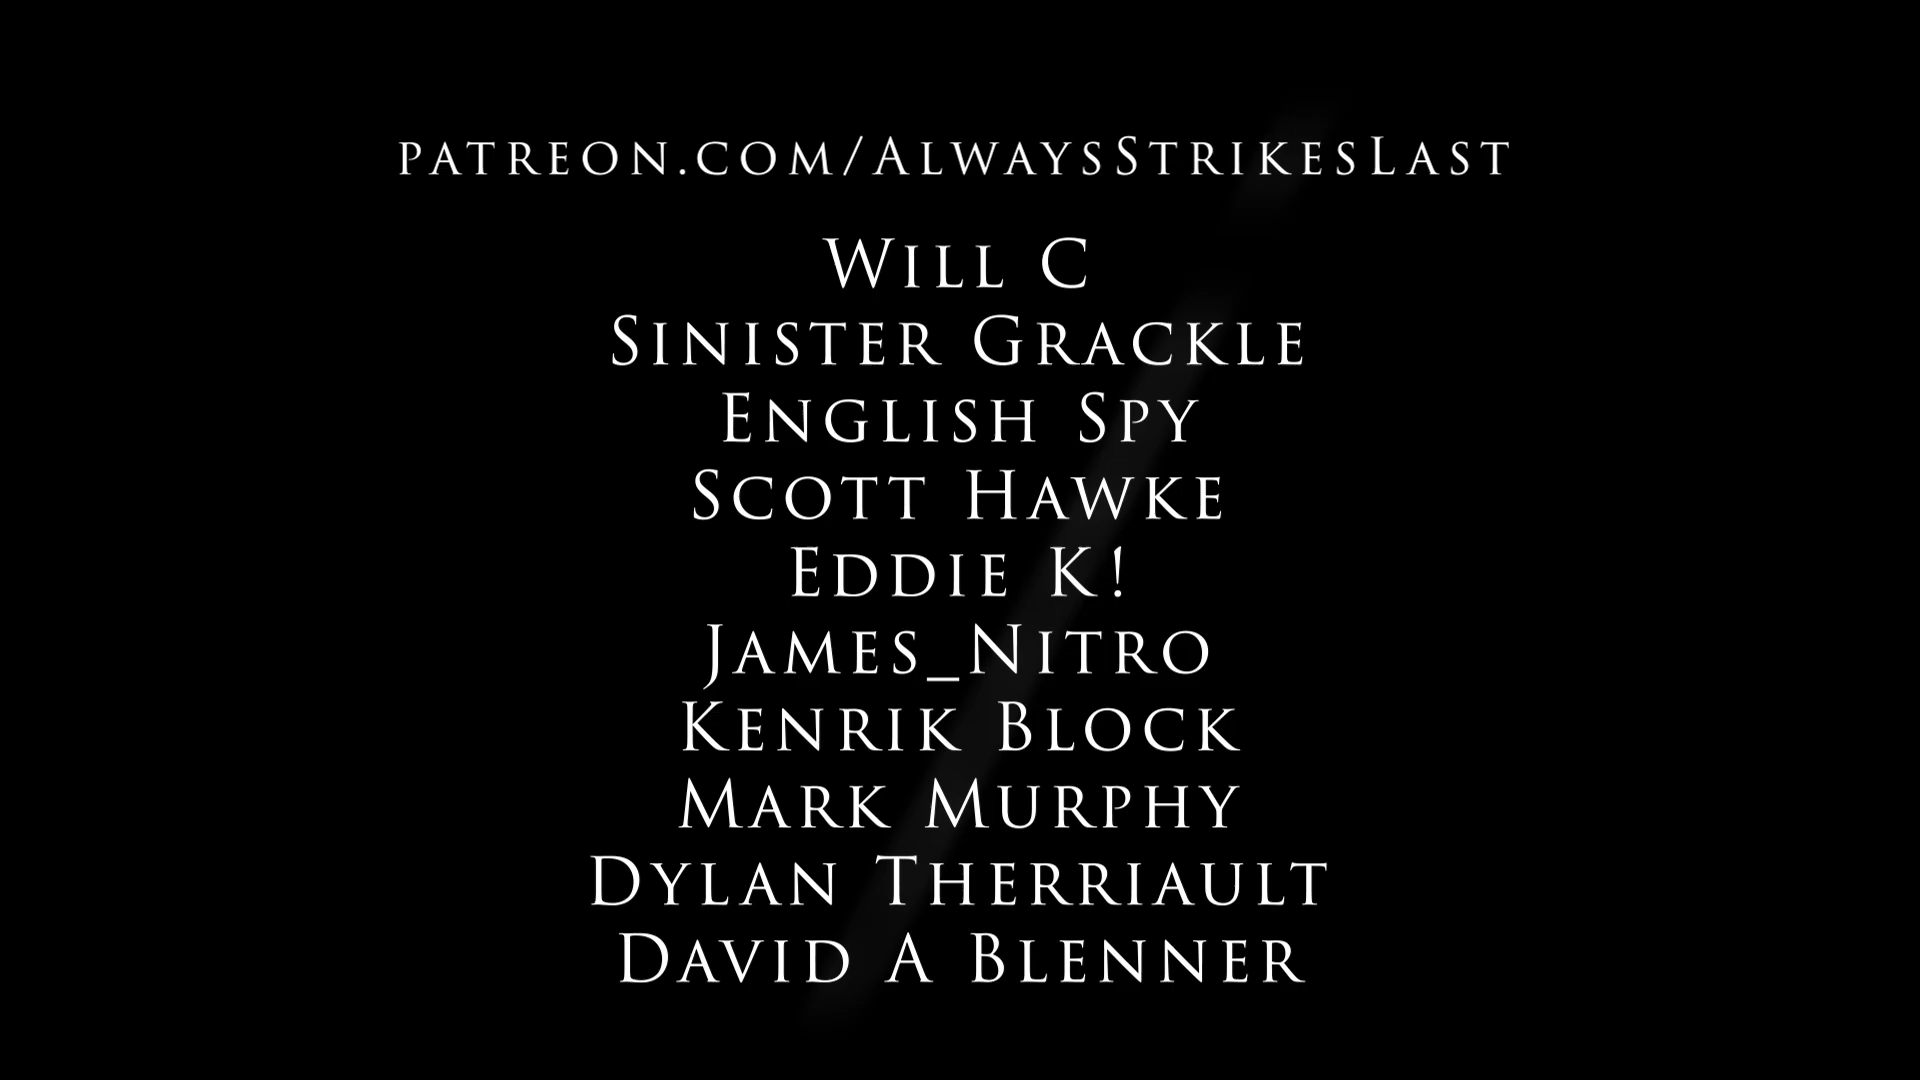 patreon.com/AlwaysStrikesLast
Will C
Sinister Grackle
English Spy
Scott Hawke
Eddie K!
James_Nitro
Kenrik Block
Mark Murphy
Dylan Therriault
David A Blenner